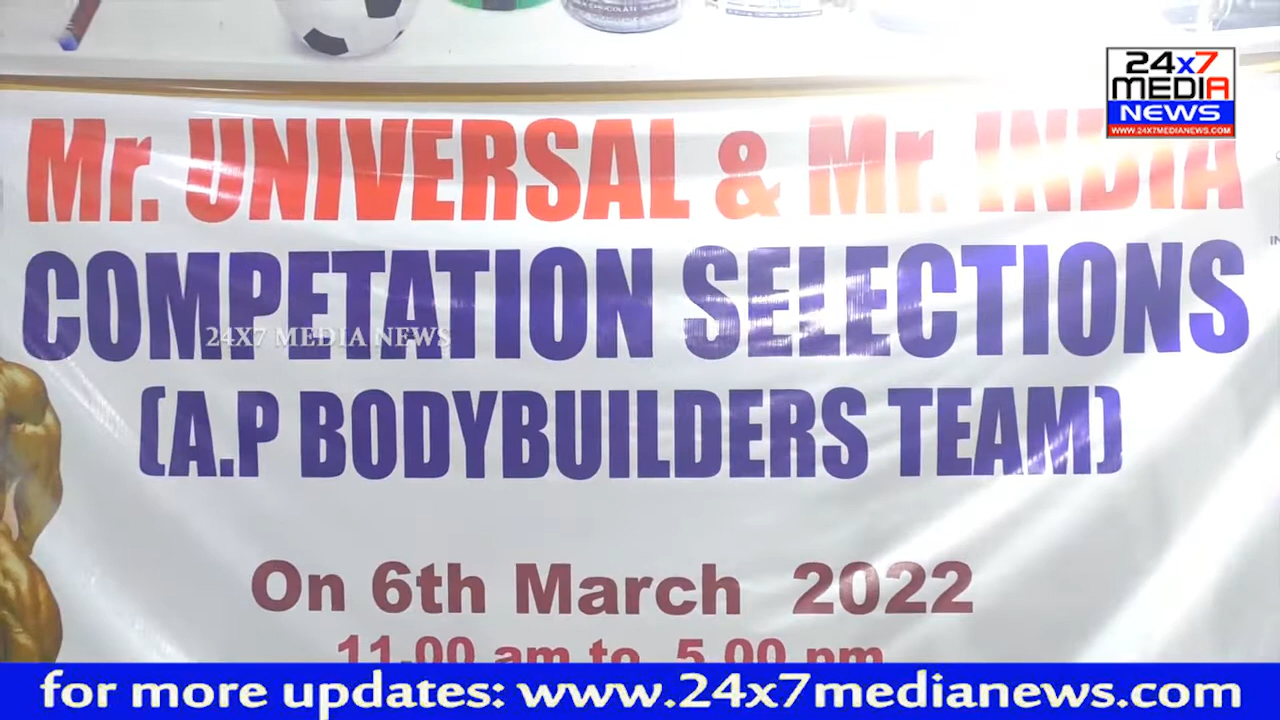 24x7
MEDIA
NEWS
WWW.24X7MEDIANEWS.COM
Mr. UNIVERSAL & Mr. INDIA
COMPETATION SELECTIONS
24X7 MEDIA NEWS
(A.P BODYBUILDERS TEAM)
On 6th March 2022
11.00 am to 5.00 pm
for more updates: www.24x7medianews.com